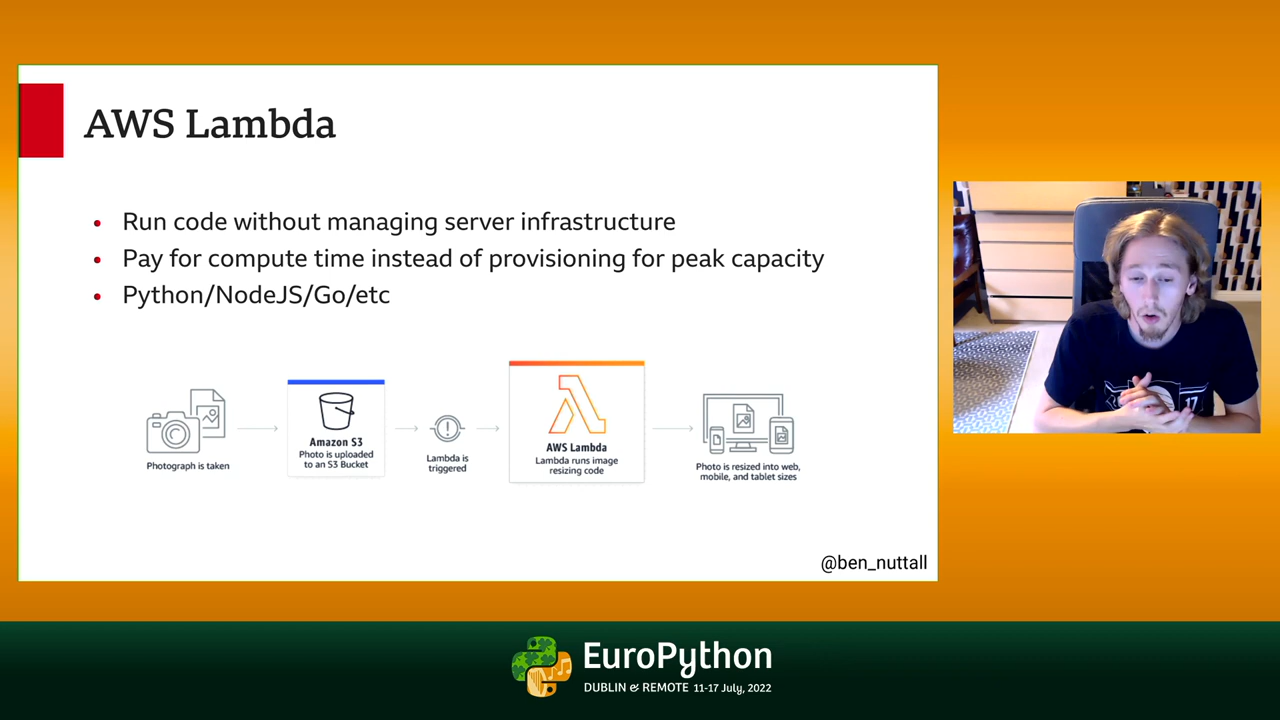 AWS Lambda
Run code without managing server infrastructure
Pay for compute time instead of provisioning for peak capacity
Python/NodeJS/Go/etc
Photograph is taken
Amazon S3
Photo is uploaded
to an S3 Bucket
Lambda is
triggered
AWS Lambda
Lambda runs image
resizing code
Photo is resized into web,
mobile, and tablet sizes
@ben_nuttall
17
EuroPython
DUBLIN & REMOTE 11-17 July, 2022